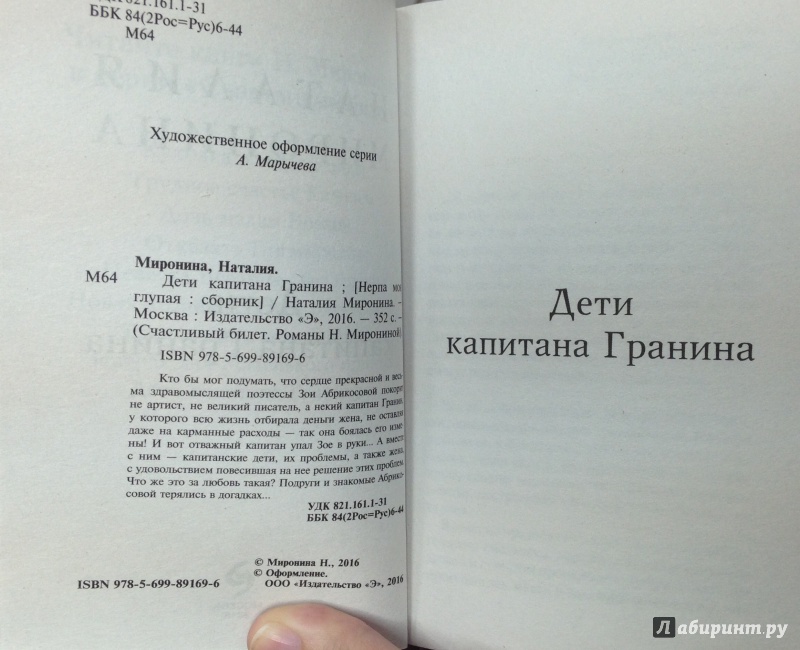 УДК 821.161.1-31
ББК 84(2Рос=Рус)6-44
М64
Художественное оформление серии
А. Марычева
Миронина, Наталия.
М64 Дети капитана Гранина ; [Нерпа моя
глупая : сборник] / Наталия Миронина. –
Москва : Издательство «Э», 2016. — 352 с. –
(Счастливый билет. Романы Н. Мирониной)
ISBN 978-5-699-89169-6
Кто бы мог подумать, что сердце прекрасной и весь-
ма здравомыслящей поэтессы Зои Абрикосовой покорит
не артист, не великий писатель, а некий капитан Гранин,
у которого всю жизнь отбирала деньги жена, не оставляя
даже на карманные расходы — так она боялась его изме-
ны! И вот отважный капитан упал Зое в руки... А вместе
с ним — капитанские дети, их проблемы, а также жена,
с удовольствием повесившая на нее решение этих проблем.
Что же это за любовь такая? Подруги и знакомые Абрико-
совой терялись в догадках...
УДК 821.161.1-31
ББК 84(2Рос=Рус)6-44
© Миронина Н., 2016
© Оформление.
ISBN 978-5-699-89169-6 ООО «Издательство «Э», 2016
Дети
капитана Гранина
Лабиринт.ру